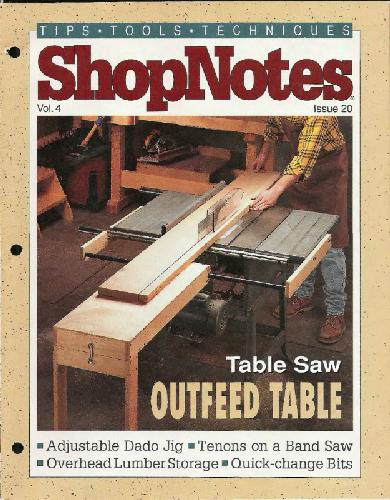 TIPS • TOOLS • TECHNIQUES
ShopNotes®
Vol. 4 Issue 20
Table Saw
OUTFEED TABLE
■ Adjustable Dado Jig ■ Tenons on a Band Saw
■ Overhead Lumber Storage ■ Quick-change Bits